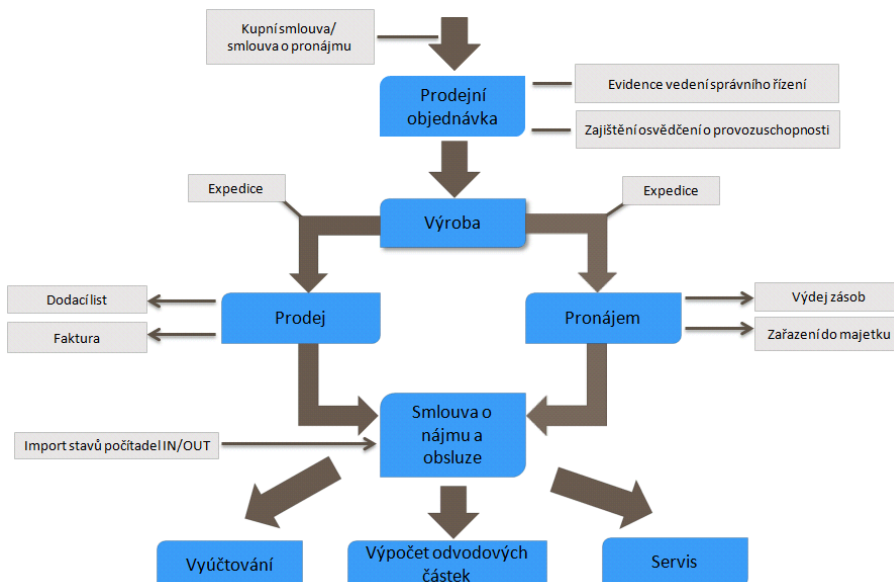 Kupní smlouva/
smlouva o pronájmu
Prodejní
objednávka
Evidence vedení správního řízení
Zajištění osvědčení o provozuschopnosti
Expedice
Expedice
Výroba
Dodací list
Faktura
Prodej
Pronájem
Výdej zásob
Zařazení do majetku
Smlouva o
nájmu a
obsluze
Import stavů počítadel IN/OUT
Vyúčtování
Výpočet odvodových
částek
Servis